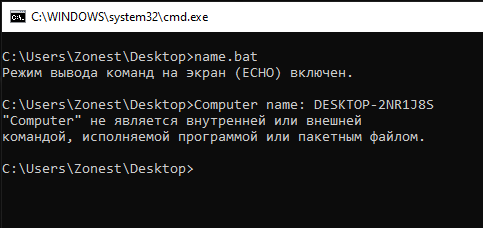 C:\WINDOWS\system32\cmd.exe
C:\Users\Zonest\Desktop>name.bat
Режим вывода команд на экран (ECHO) включен.
C:\Users\Zonest\Desktop>Computer name: DESKTOP-2NR1J8S
"Computer" не является внутренней или внешней
командой, исполняемой программой или пакетным файлом.
C:\Users\Zonest\Desktop>